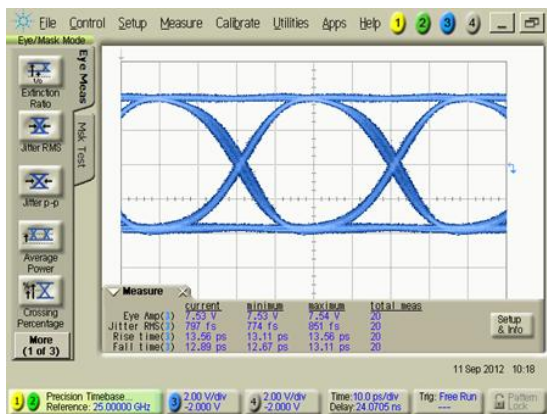 File Control Setup Measure Calibrate Utilities Apps Help 1 2 3 4
Eye/Mask Mode
Eye Meas
Msk Test
Extinction
Ratio
Jitter RMS
Jitter p-p
Average
Power
Crossing
Percentage
More
(1 of 3)
Measure
current minimum maximum total meas
Eye Amp(3) 7.53 V 7.53 V 7.54 V 20
Jitter RMS(3) 797 fs 774 fs 851 fs 20
Rise time(3) 13.56 ps 13.11 ps 13.56 ps 20
Fall time(3) 12.89 ps 12.67 ps 13.11 ps 20
Setup
& Info
11 Sep 2012 10:18
1 2 Precision Timebase...
Reference: 25.00000 GHz
3 2.00 V/div
-2.000 V
4 2.00 V/div
-2.000 V
Time:10.0 ps/div
Delay:24.0705 ns
Trig: Free Run
----
Pattern
Lock